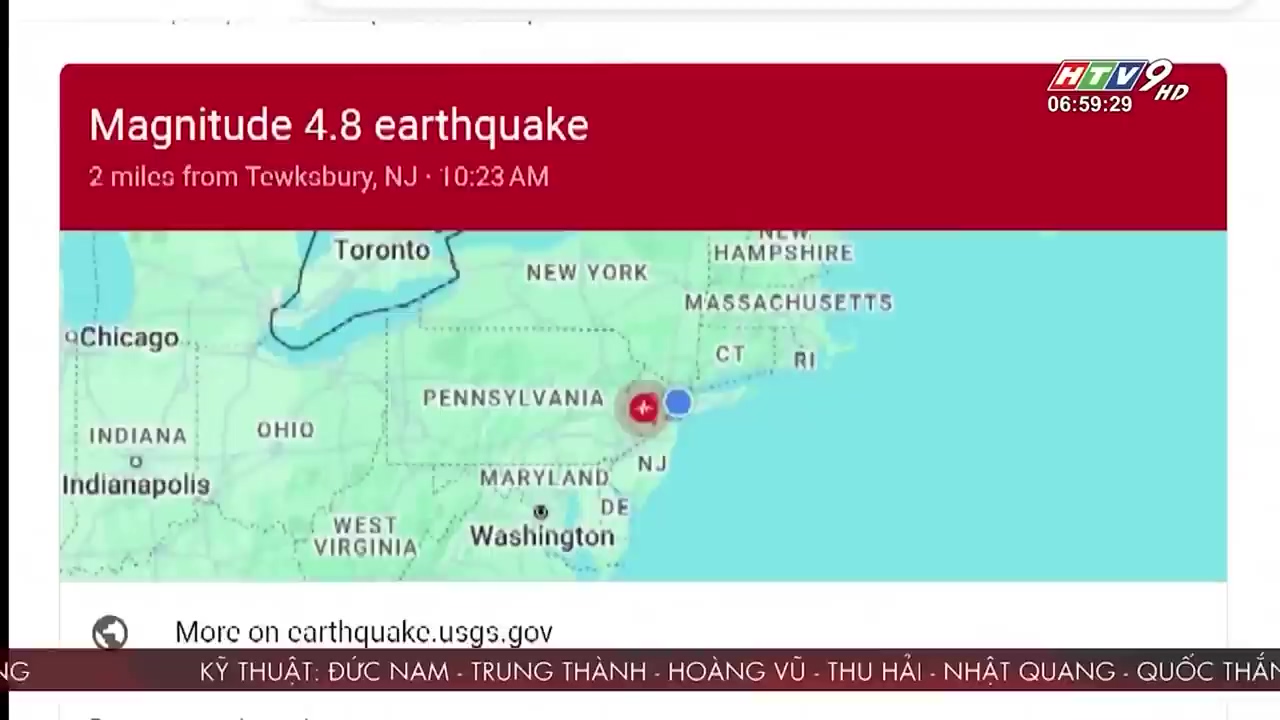 HTV9 HD
06:59:29
Magnitude 4.8 earthquake
2 miles from Tewksbury, NJ · 10:23 AM
Toronto
NEW YORK
NEW HAMPSHIRE
MASSACHUSETTS
Chicago
CT
RI
PENNSYLVANIA
OHIO
INDIANA
NJ
Indianapolis
MARYLAND
DE
WEST VIRGINIA
Washington
More on earthquake.usgs.gov
KỸ THUẬT: ĐỨC NAM - TRUNG THÀNH - HOÀNG VŨ - THU HẢI - NHẬT QUANG - QUỐC THẮN